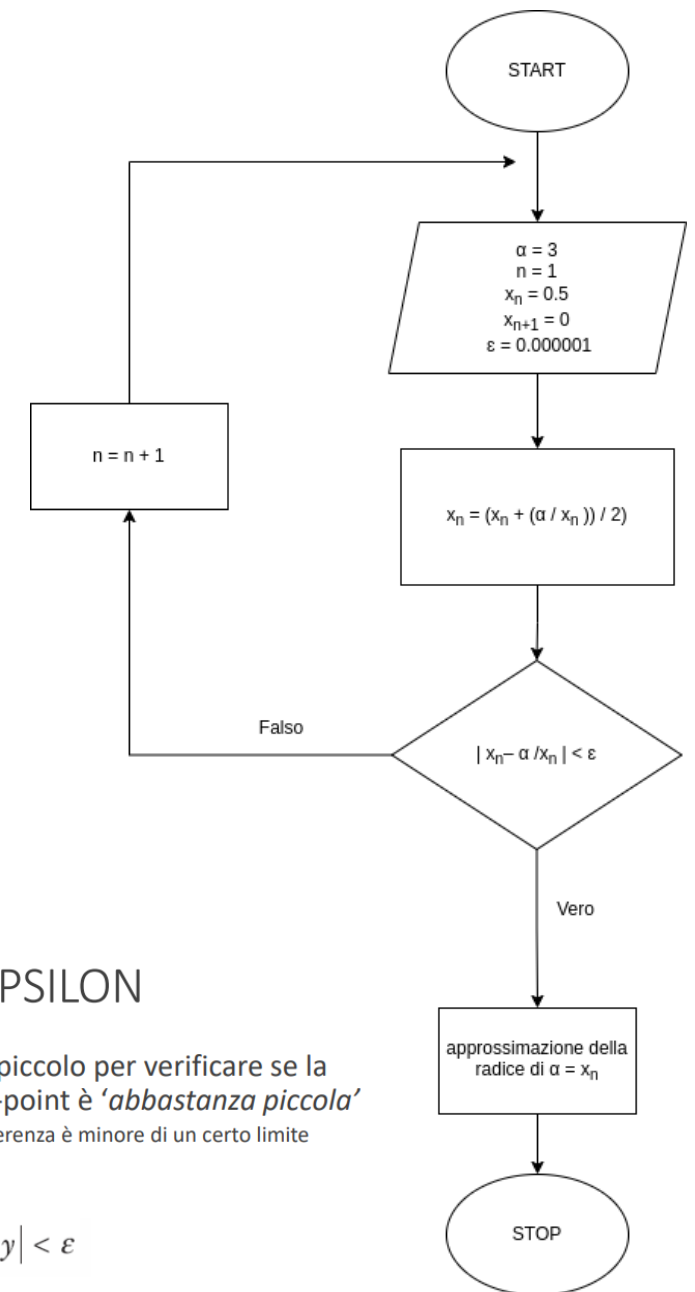 START
α = 3
n = 1
xₙ = 0.5
xₙ₊₁ = 0
ε = 0.000001
n = n + 1
xₙ = (xₙ + (α / xₙ )) / 2)
| xₙ– α /xₙ | < ε
Falso
Vero
approssimazione della
radice di α = xₙ
STOP
PSILON
piccolo per verificare se la
-point è ‘abbastanza piccola’
erenza è minore di un certo limite
y| < ε